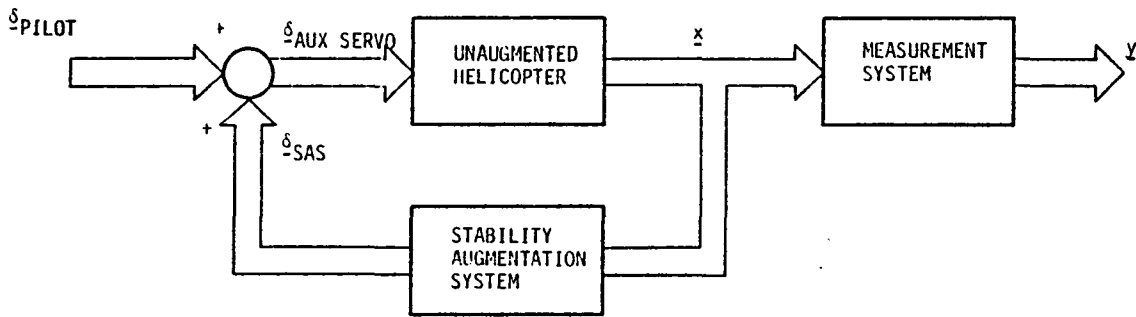 δPILOT
+
δAUX SERVO
UNAUGMENTED
HELICOPTER
x
MEASUREMENT
SYSTEM
y
+
δSAS
STABILITY
AUGMENTATION
SYSTEM